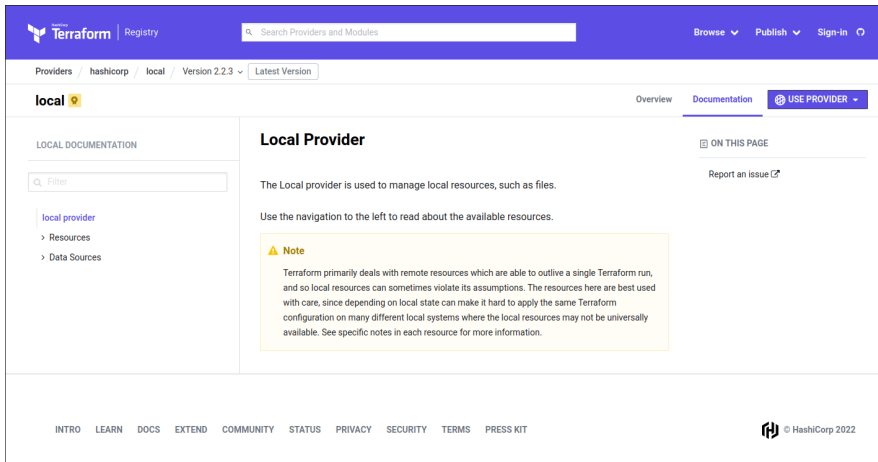 HashiCorp
Terraform Registry
Search Providers and Modules
Browse Publish Sign-in
Providers / hashicorp / local / Version 2.2.3 Latest Version
local
Overview Documentation USE PROVIDER
LOCAL DOCUMENTATION
Filter
local provider
Resources
Data Sources
Local Provider
The Local provider is used to manage local resources, such as files.
Use the navigation to the left to read about the available resources.
Note
Terraform primarily deals with remote resources which are able to outlive a single Terraform run,
and so local resources can sometimes violate its assumptions. The resources here are best used
with care, since depending on local state can make it hard to apply the same Terraform
configuration on many different local systems where the local resources may not be universally
available. See specific notes in each resource for more information.
ON THIS PAGE
Report an issue
INTRO LEARN DOCS EXTEND COMMUNITY STATUS PRIVACY SECURITY TERMS PRESS KIT
© HashiCorp 2022